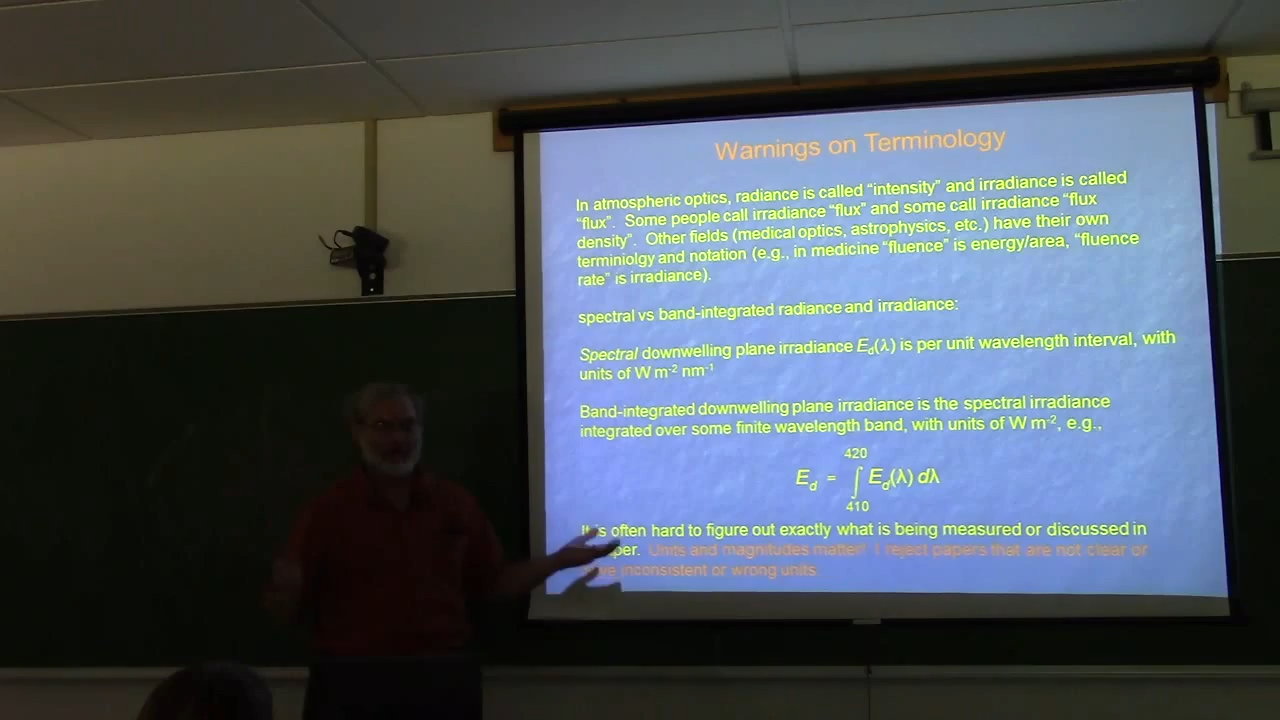 Warnings on Terminology
In atmospheric optics, radiance is called “intensity” and irradiance is called
“flux”. Some people call irradiance “flux” and some call irradiance “flux
density”. Other fields (medical optics, astrophysics, etc.) have their own
terminiolgy and notation (e.g., in medicine “fluence” is energy/area, “fluence
rate” is irradiance).
spectral vs band-integrated radiance and irradiance:
Spectral downwelling plane irradiance E_d(λ) is per unit wavelength interval, with
units of W m⁻² nm⁻¹
Band-integrated downwelling plane irradiance is the spectral irradiance
integrated over some finite wavelength band, with units of W m⁻², e.g.,
420
E_d = ∫ E_d(λ) dλ
410
It is often hard to figure out exactly what is being measured or discussed in
Units and magnitudes matter! I reject papers that are not clear or
inconsistent or wrong units.